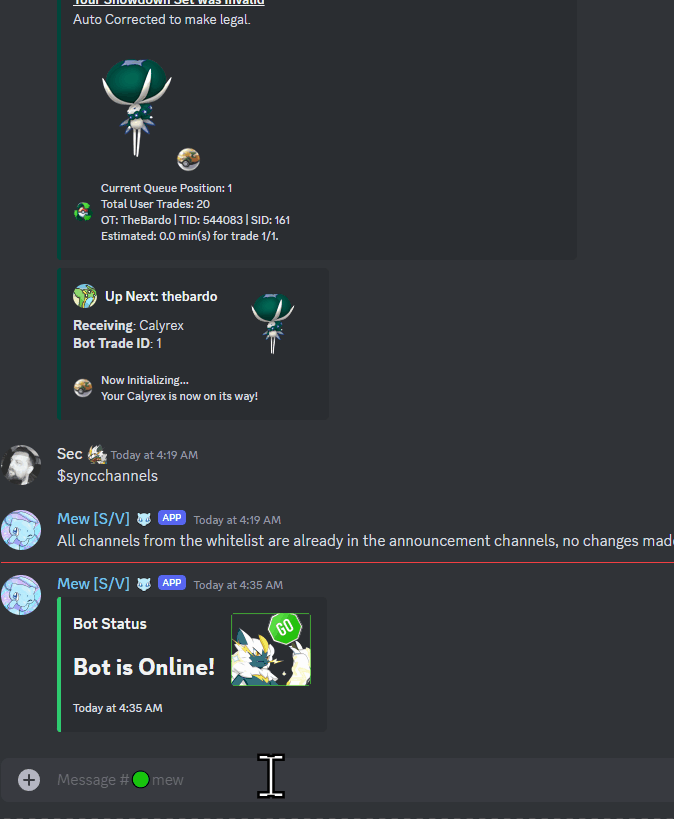 Your Showdown Set was Invalid
Auto Corrected to make legal.
Current Queue Position: 1
Total User Trades: 20
OT: TheBardo | TID: 544083 | SID: 161
Estimated: 0.0 min(s) for trade 1/1.
Up Next: thebardo
Receiving: Calyrex
Bot Trade ID: 1
Now Initializing...
Your Calyrex is now on its way!
Sec Today at 4:19 AM
$syncchannels
Mew [S/V] APP Today at 4:19 AM
All channels from the whitelist are already in the announcement channels, no changes made
Mew [S/V] APP Today at 4:35 AM
Bot Status
GO
Bot is Online!
Today at 4:35 AM
Message # mew